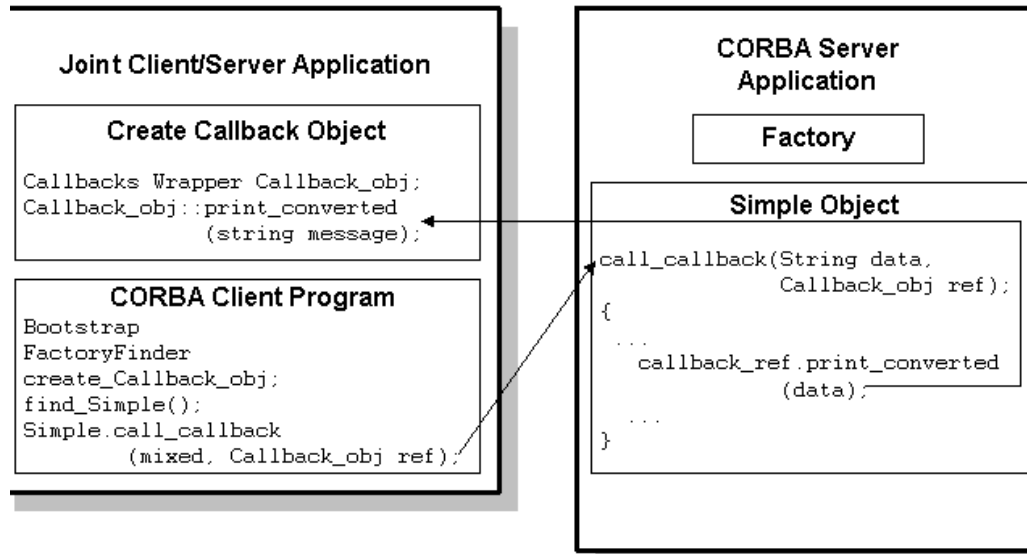 Joint Client/Server Application
Create Callback Object
Callbacks Wrapper Callback_obj;
Callback_obj::print_converted
(string message);
CORBA Client Program
Bootstrap
FactoryFinder
create_Callback_obj;
find_Simple();
Simple.call_callback
(mixed, Callback_obj ref);
CORBA Server
Application
Factory
Simple Object
call_callback(String data,
Callback_obj ref);
{
...
callback_ref.print_converted
(data);
...
}